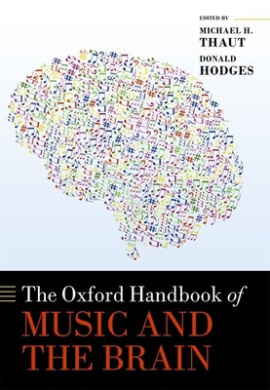 EDITED BY
MICHAEL H.
THAUT
DONALD
HODGES
The Oxford Handbook of
MUSIC AND
THE BRAIN